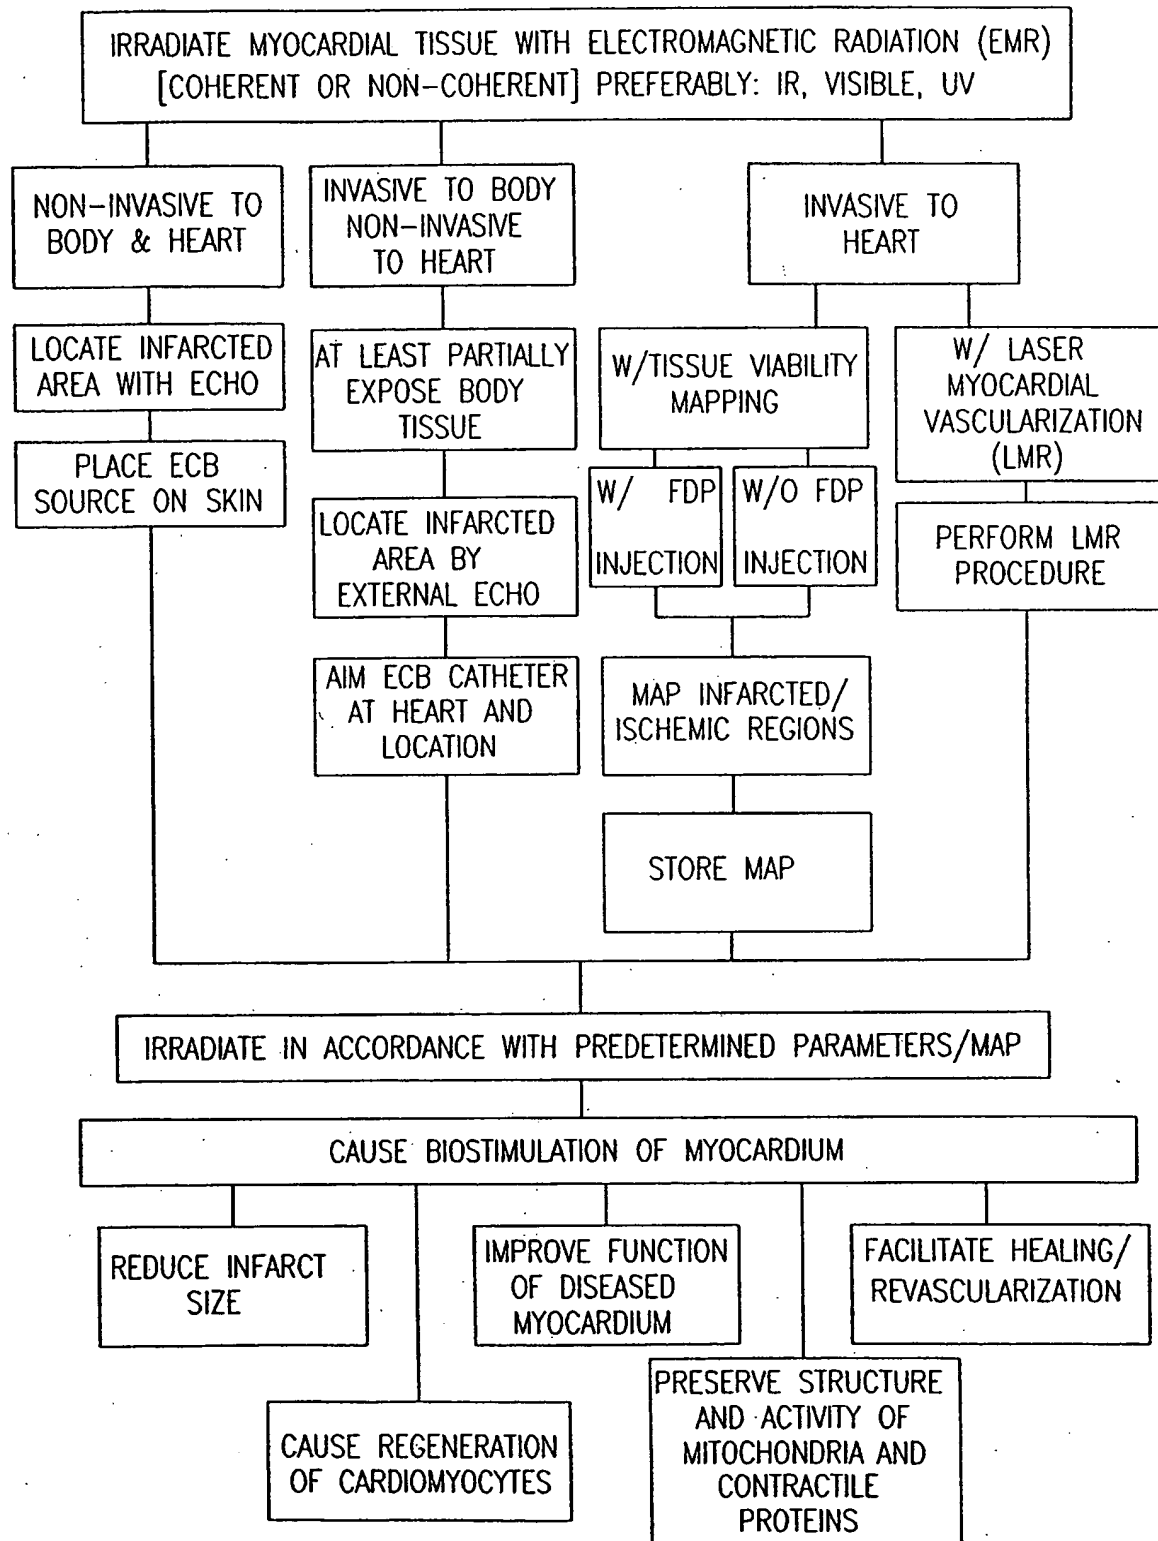 IRRADIATE MYOCARDIAL TISSUE WITH ELECTROMAGNETIC RADIATION (EMR)
[COHERENT OR NON-COHERENT] PREFERABLY: IR, VISIBLE, UV
NON-INVASIVE TO
BODY & HEART
INVASIVE TO BODY
NON-INVASIVE
TO HEART
INVASIVE TO
HEART
LOCATE INFARCTED
AREA WITH ECHO
AT LEAST PARTIALLY
EXPOSE BODY
TISSUE
W/TISSUE VIABILITY
MAPPING
W/ LASER
MYOCARDIAL
VASCULARIZATION
(LMR)
PLACE ECB
SOURCE ON SKIN
LOCATE INFARCTED
AREA BY
EXTERNAL ECHO
W/ FDP
INJECTION
W/O FDP
INJECTION
PERFORM LMR
PROCEDURE
AIM ECB CATHETER
AT HEART AND
LOCATION
MAP INFARCTED/
ISCHEMIC REGIONS
STORE MAP
IRRADIATE IN ACCORDANCE WITH PREDETERMINED PARAMETERS/MAP
CAUSE BIOSTIMULATION OF MYOCARDIUM
REDUCE INFARCT
SIZE
IMPROVE FUNCTION
OF DISEASED
MYOCARDIUM
FACILITATE HEALING/
REVASCULARIZATION
CAUSE REGENERATION
OF CARDIOMYOCYTES
PRESERVE STRUCTURE
AND ACTIVITY OF
MITOCHONDRIA AND
CONTRACTILE
PROTEINS